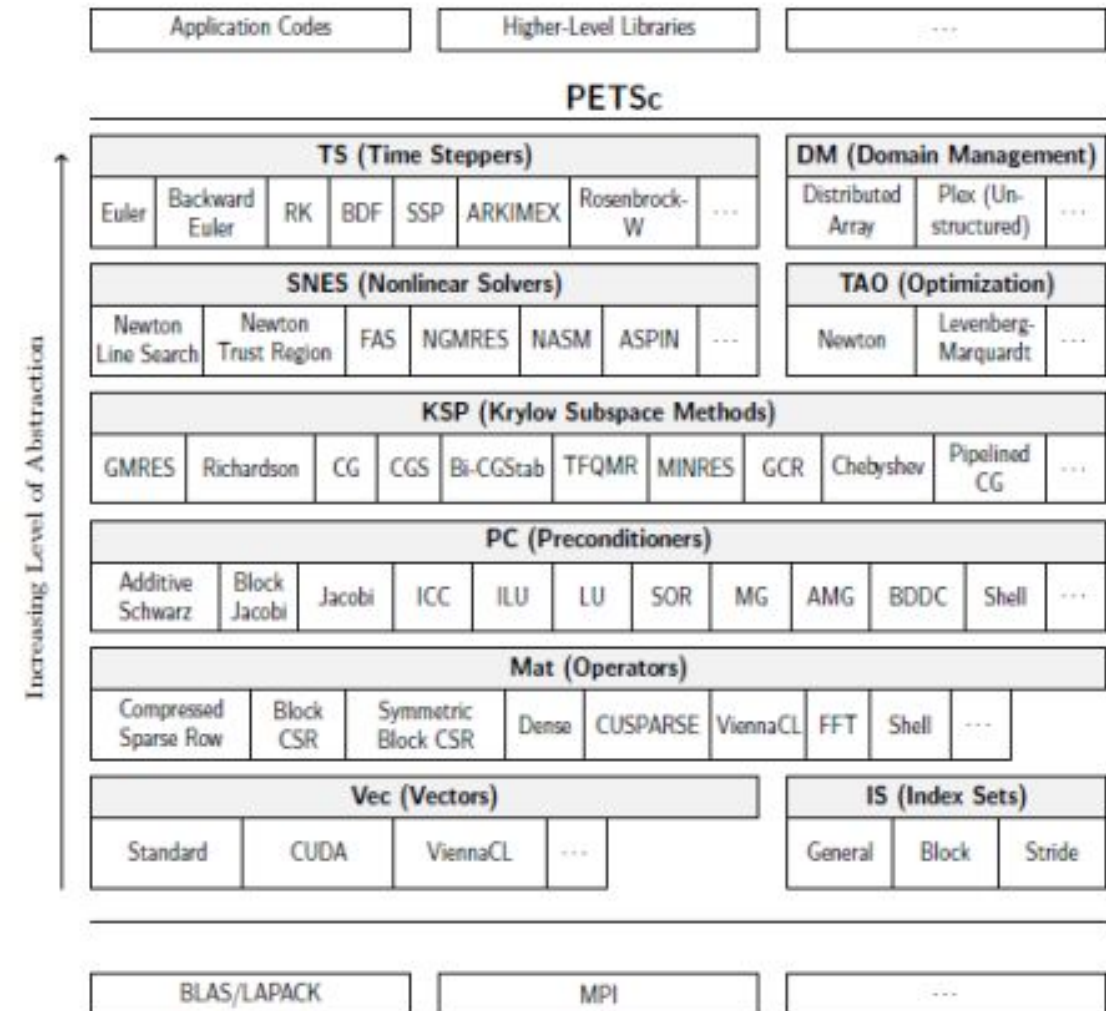 Application Codes
Higher-Level Libraries
...
PETSc
Increasing Level of Abstraction
TS (Time Steppers)
Euler
Backward
Euler
RK
BDF
SSP
ARKIMEX
Rosenbrock-
W
...
DM (Domain Management)
Distributed
Array
Plex (Un-
structured)
...
SNES (Nonlinear Solvers)
Newton
Line Search
Newton
Trust Region
FAS
NGMRES
NASM
ASPIN
...
TAO (Optimization)
Newton
Levenberg-
Marquardt
...
KSP (Krylov Subspace Methods)
GMRES
Richardson
CG
CGS
Bi-CGStab
TFQMR
MINRES
GCR
Chebyshev
Pipelined
CG
...
PC (Preconditioners)
Additive
Schwarz
Block
Jacobi
Jacobi
ICC
ILU
LU
SOR
MG
AMG
BDDC
Shell
...
Mat (Operators)
Compressed
Sparse Row
Block
CSR
Symmetric
Block CSR
Dense
CUSPARSE
ViennaCL
FFT
Shell
...
Vec (Vectors)
Standard
CUDA
ViennaCL
...
IS (Index Sets)
General
Block
Stride
BLAS/LAPACK
MPI
...